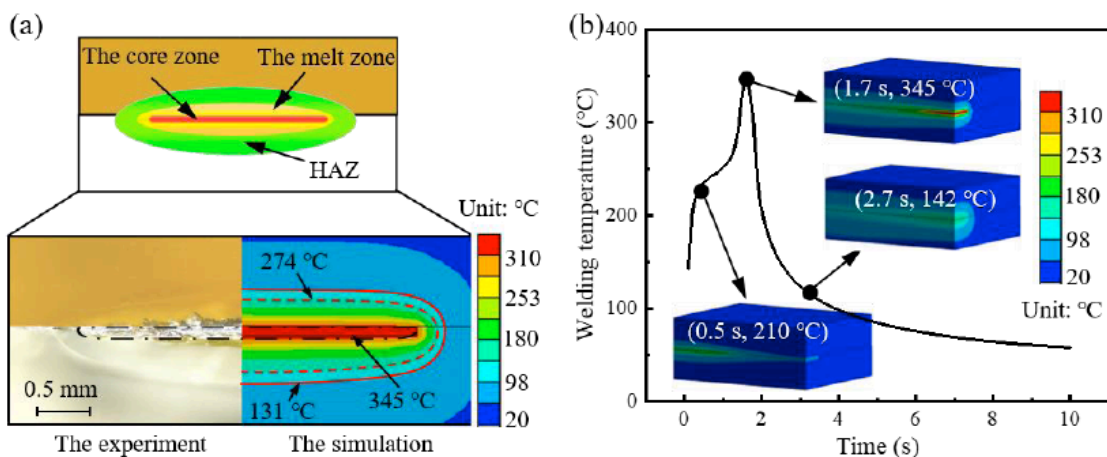 (a)
The core zone
The melt zone
HAZ
Unit: °C
310
253
180
98
20
274 °C
131 °C
345 °C
0.5 mm
The experiment
The simulation
(b)
Welding temperature (°C)
400
300
200
100
0
0
2
4
6
8
10
Time (s)
(1.7 s, 345 °C)
(2.7 s, 142 °C)
(0.5 s, 210 °C)
310
253
180
98
20
Unit: °C